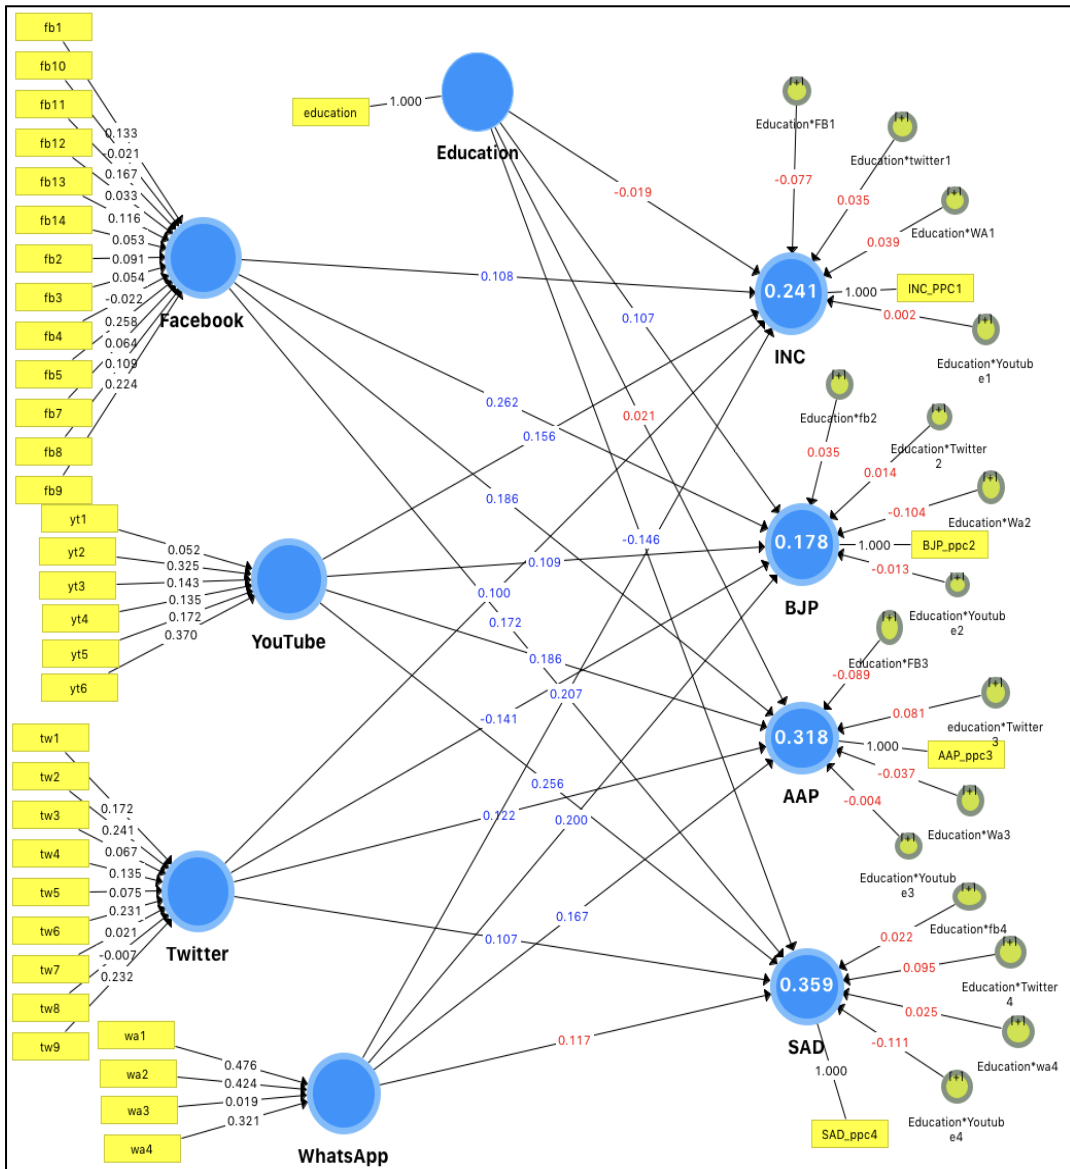 fb1
fb10
fb11
fb12
fb13
fb14
fb2
fb3
fb4
fb5
fb7
fb8
fb9
0.133
-0.021
0.167
0.033
0.116
0.053
0.091
0.054
-0.022
0.258
0.064
0.109
0.224
Facebook
yt1
yt2
yt3
yt4
yt5
yt6
0.052
0.325
0.143
0.135
0.172
0.370
YouTube
tw1
tw2
tw3
tw4
tw5
tw6
tw7
tw8
tw9
0.172
0.241
0.067
0.135
0.075
0.231
0.021
-0.007
0.232
Twitter
wa1
wa2
wa3
wa4
0.476
0.424
0.019
0.321
WhatsApp
education
1.000
Education
-0.019
0.108
0.107
0.262
0.021
0.156
0.186
-0.146
0.109
0.100
0.172
0.186
0.207
-0.141
0.256
0.122
0.200
0.167
0.107
0.117
[+]
Education*FB1
-0.077
[+]
Education*twitter1
0.035
[+]
Education*WA1
0.039
0.241
1.000
INC_PPC1
0.002
[+]
Education*Youtub
e1
INC
[+]
Education*fb2
0.035
[+]
Education*Twitter
2
0.014
[+]
Education*Wa2
-0.104
0.178
1.000
BJP_ppc2
-0.013
[+]
Education*Youtub
e2
BJP
[+]
Education*FB3
-0.089
[+]
education*Twitter
3
0.081
0.318
1.000
AAP_ppc3
-0.037
[+]
Education*Wa3
-0.004
[+]
Education*Youtub
e3
AAP
[+]
Education*fb4
0.022
[+]
Education*Twitter
4
0.095
0.359
0.025
[+]
Education*wa4
-0.111
[+]
Education*Youtub
e4
SAD
1.000
SAD_ppc4